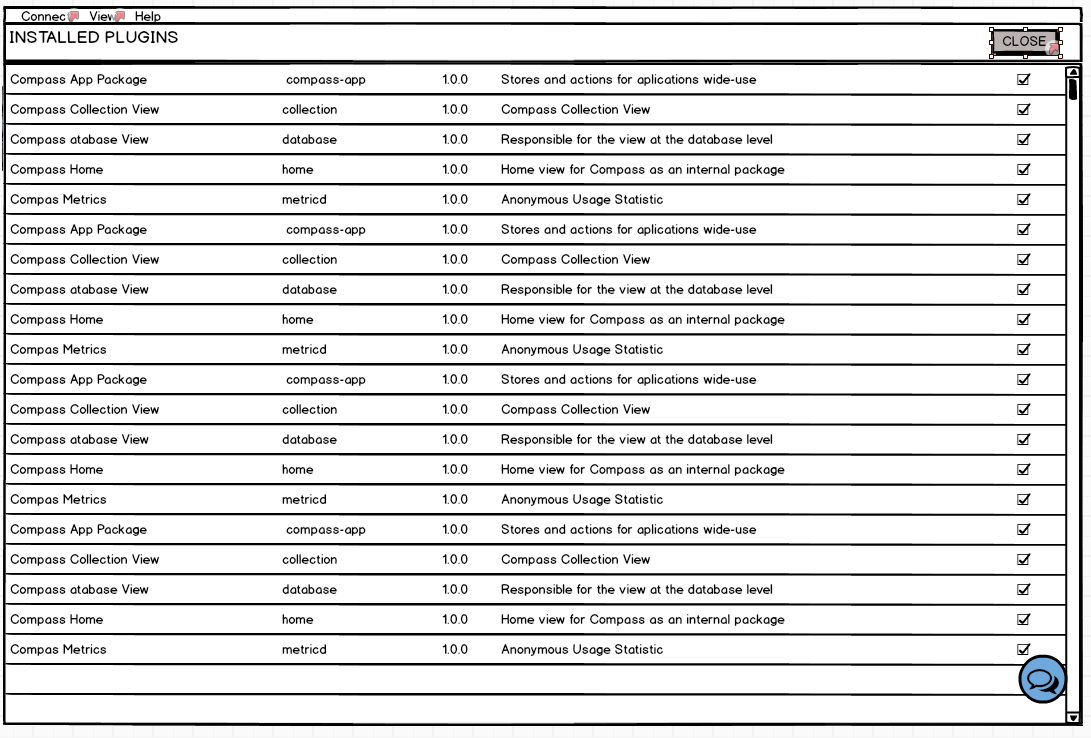 Connec View Help
INSTALLED PLUGINS
CLOSE
Compass App Package compass-app 1.0.0 Stores and actions for aplications wide-use
Compass Collection View collection 1.0.0 Compass Collection View
Compass atabase View database 1.0.0 Responsible for the view at the database level
Compass Home home 1.0.0 Home view for Compass as an internal package
Compas Metrics metricd 1.0.0 Anonymous Usage Statistic
Compass App Package compass-app 1.0.0 Stores and actions for aplications wide-use
Compass Collection View collection 1.0.0 Compass Collection View
Compass atabase View database 1.0.0 Responsible for the view at the database level
Compass Home home 1.0.0 Home view for Compass as an internal package
Compas Metrics metricd 1.0.0 Anonymous Usage Statistic
Compass App Package compass-app 1.0.0 Stores and actions for aplications wide-use
Compass Collection View collection 1.0.0 Compass Collection View
Compass atabase View database 1.0.0 Responsible for the view at the database level
Compass Home home 1.0.0 Home view for Compass as an internal package
Compas Metrics metricd 1.0.0 Anonymous Usage Statistic
Compass App Package compass-app 1.0.0 Stores and actions for aplications wide-use
Compass Collection View collection 1.0.0 Compass Collection View
Compass atabase View database 1.0.0 Responsible for the view at the database level
Compass Home home 1.0.0 Home view for Compass as an internal package
Compas Metrics metricd 1.0.0 Anonymous Usage Statistic